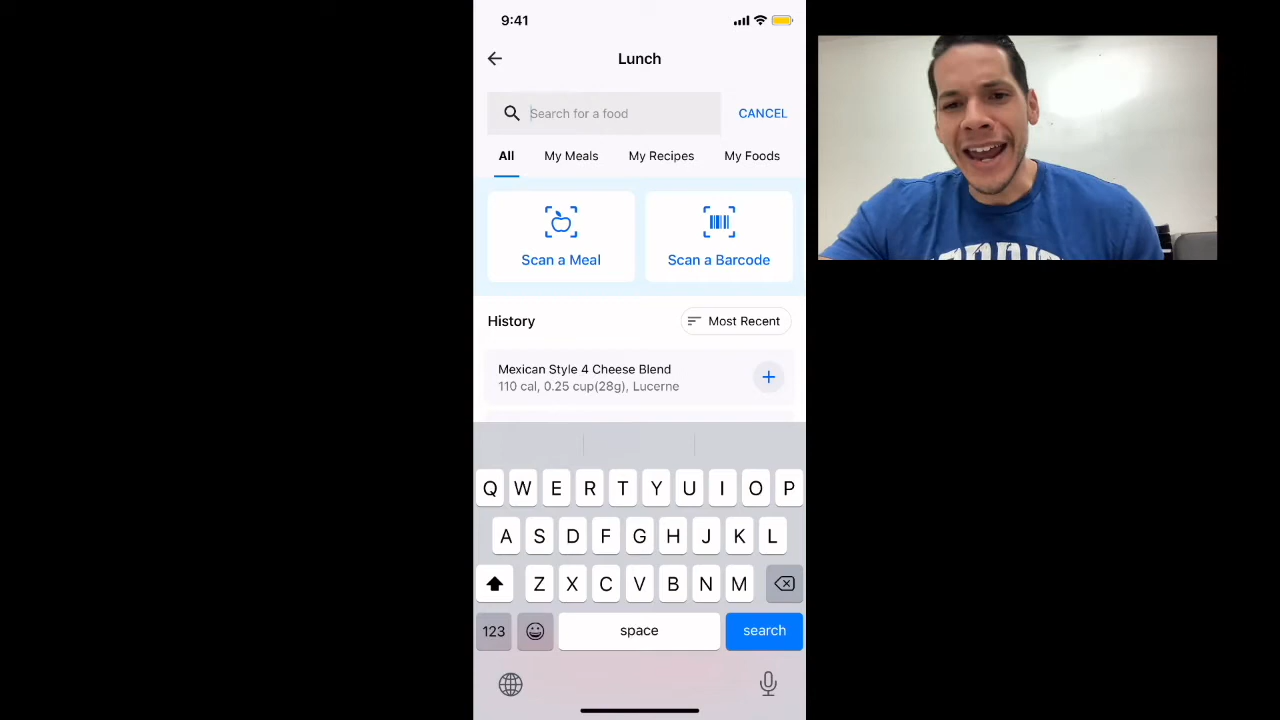 9:41
Lunch
Search for a food
CANCEL
All My Meals My Recipes My Foods
Scan a Meal Scan a Barcode
History Most Recent
Mexican Style 4 Cheese Blend
110 cal, 0.25 cup(28g), Lucerne
Q W E R T Y U I O P
A S D F G H J K L
Z X C V B N M
123 space search